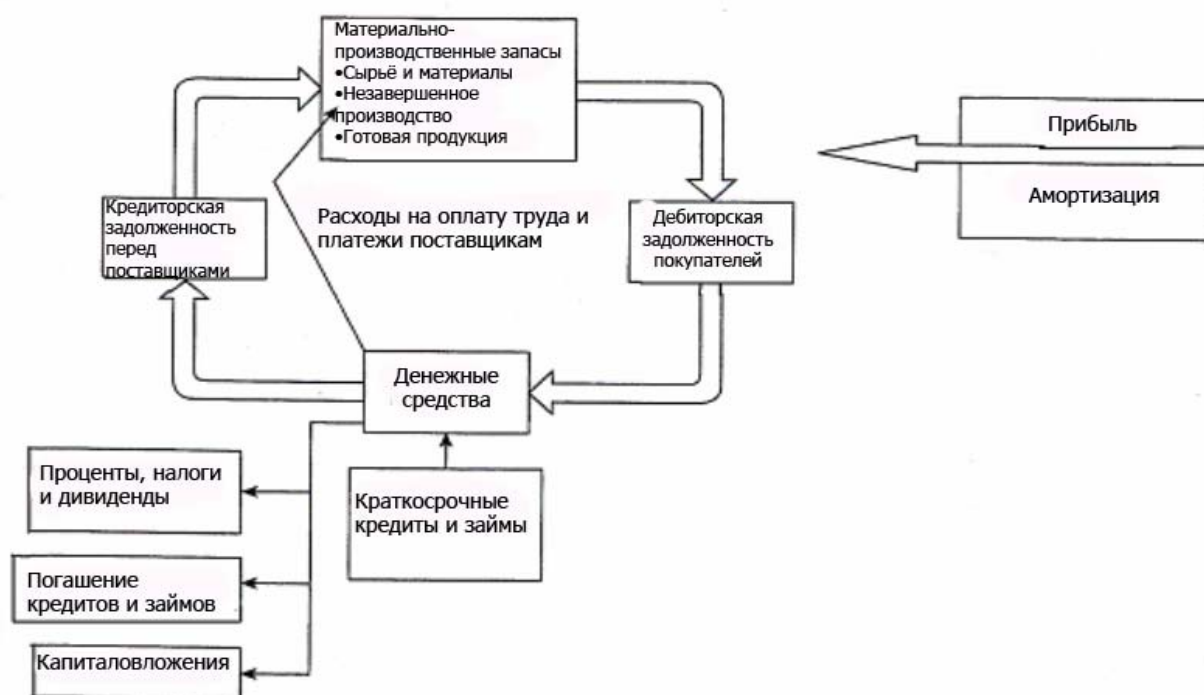 Материально-
производственные запасы
•Сырьё и материалы
•Незавершенное
производство
•Готовая продукция
Прибыль
Амортизация
Кредиторская
задолженность
перед
поставщиками
Расходы на оплату труда и
платежи поставщикам
Дебиторская
задолженность
покупателей
Денежные
средства
Проценты, налоги
и дивиденды
Краткосрочные
кредиты и займы
Погашение
кредитов и займов
Капиталовложения